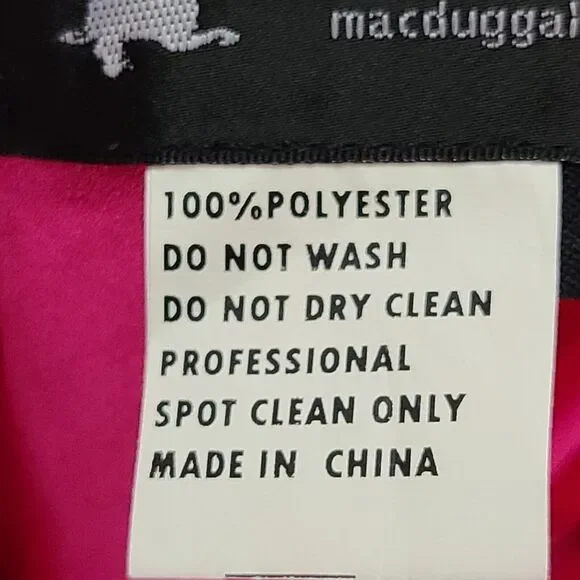 macduggal
100%POLYESTER
DO NOT WASH
DO NOT DRY CLEAN
PROFESSIONAL
SPOT CLEAN ONLY
MADE IN CHINA